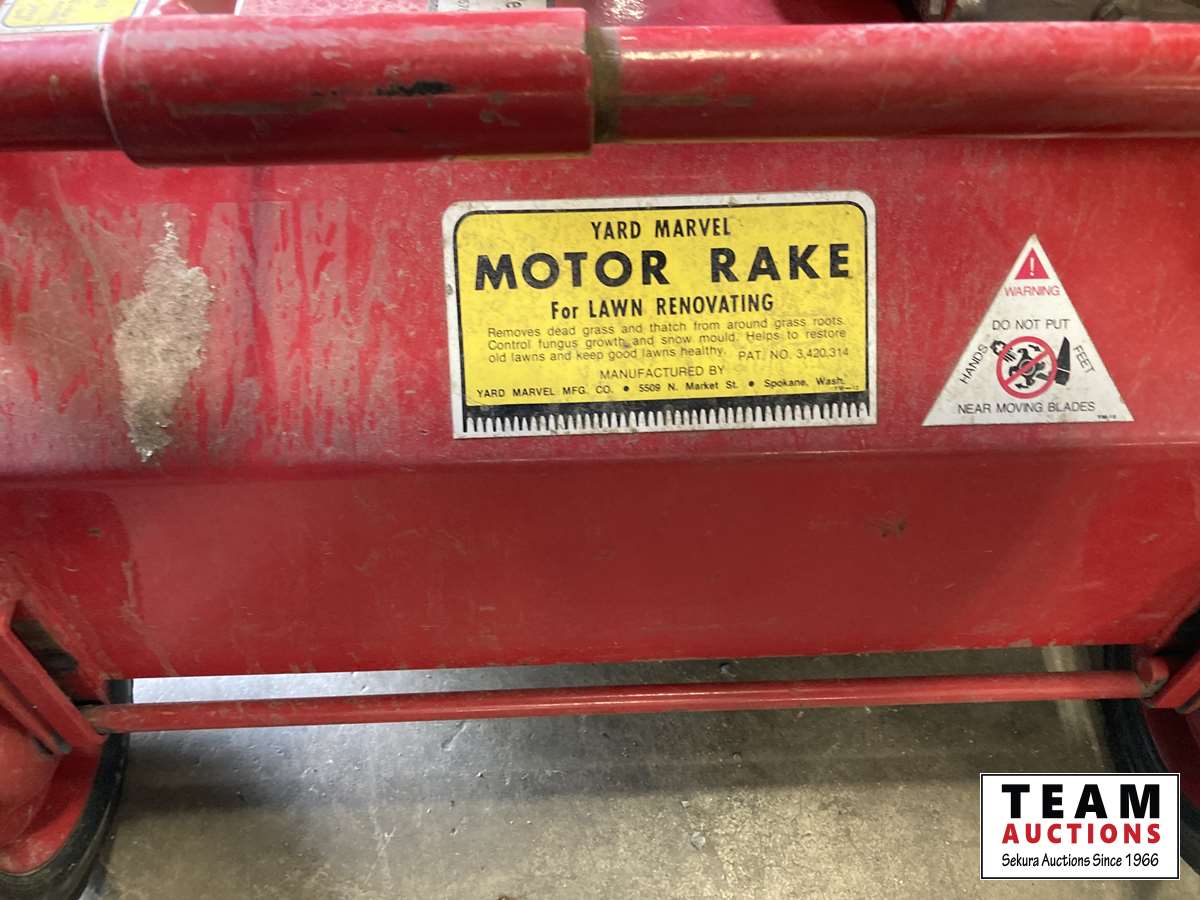 YARD MARVEL
MOTOR RAKE
For LAWN RENOVATING
Removes dead grass and thatch from around grass roots.
Control fungus growth and snow mould. Helps to restore
old lawns and keep good lawns healthy. PAT. NO. 3,420,314
MANUFACTURED BY
YARD MARVEL MFG. CO. • 5509 N. Market St. • Spokane, Wash.
!
WARNING
DO NOT PUT
HANDS
FEET
NEAR MOVING BLADES
TEAM
AUCTIONS
Sekura Auctions Since 1966